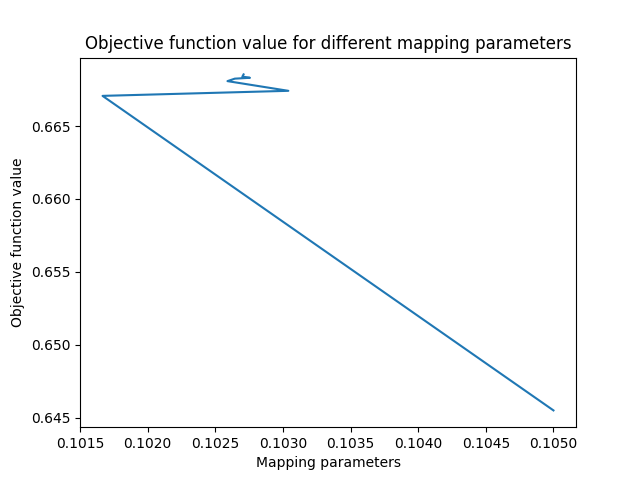 Objective function value for different mapping parameters
Objective function value
0.665
0.660
0.655
0.650
0.645
0.1015 0.1020 0.1025 0.1030 0.1035 0.1040 0.1045 0.1050
Mapping parameters